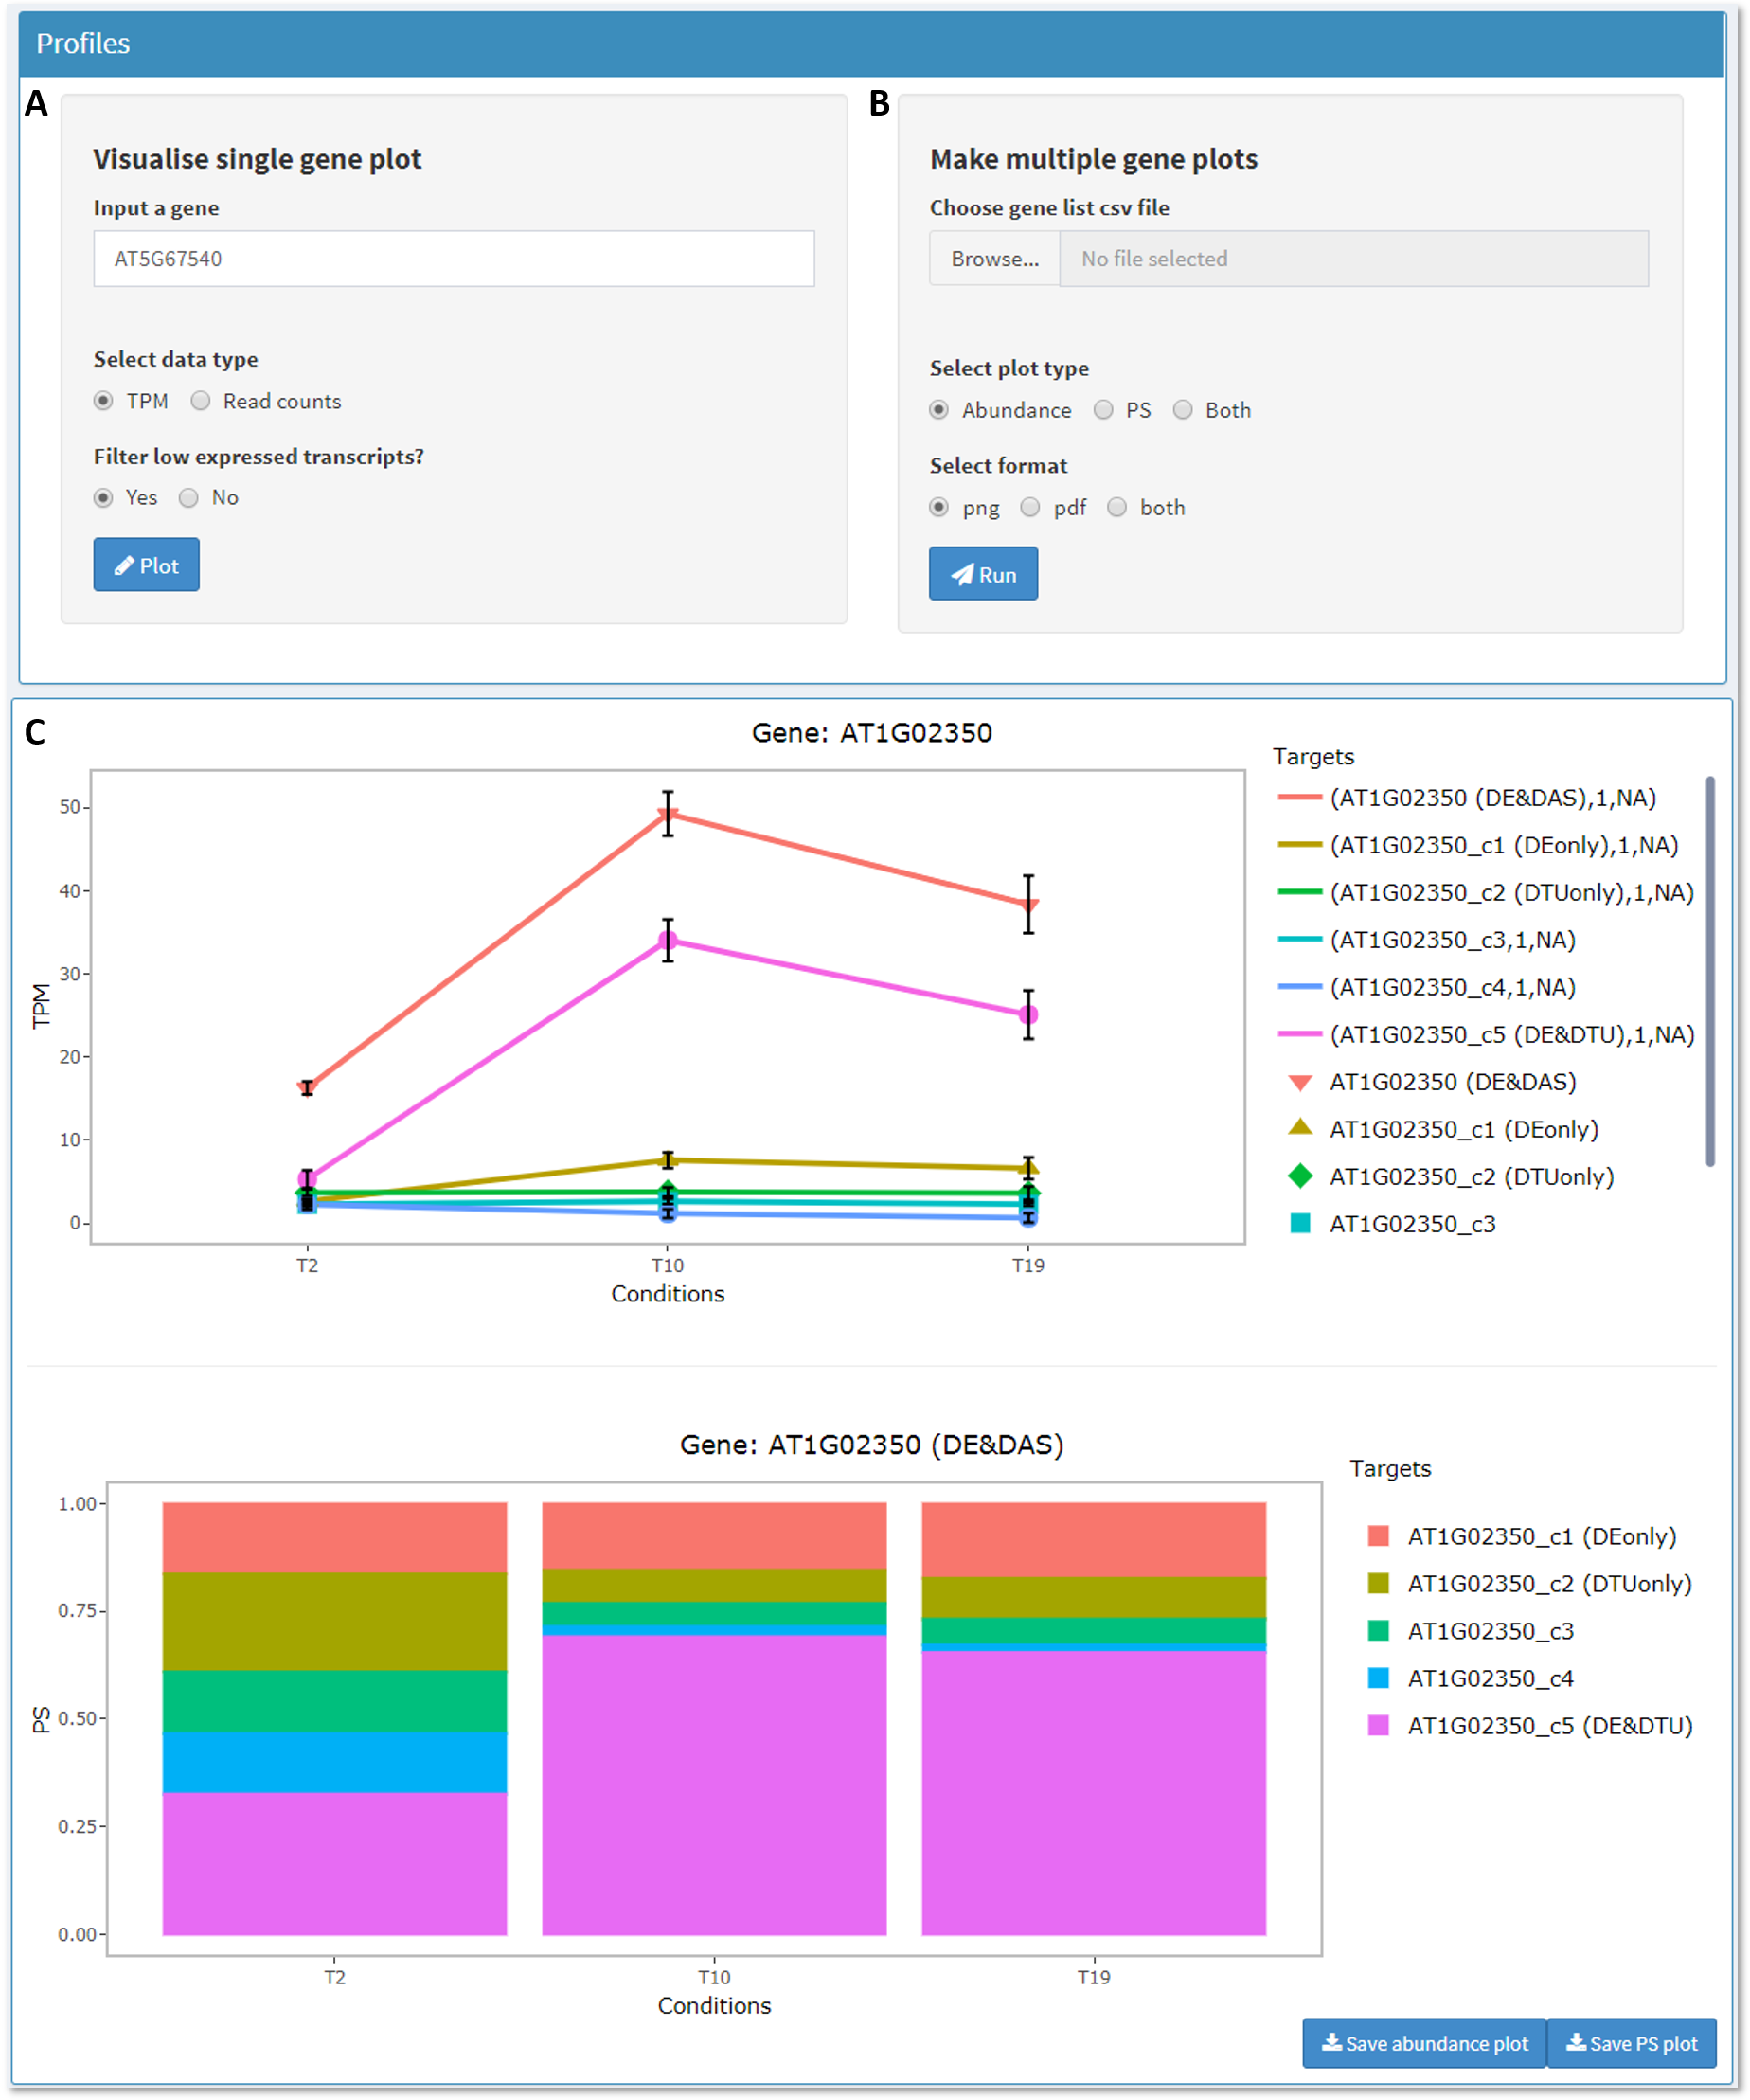 Profiles
A
Visualise single gene plot
Input a gene
AT5G67540
Select data type
TPM Read counts
Filter low expressed transcripts?
Yes No
Plot
B
Make multiple gene plots
Choose gene list csv file
Browse... No file selected
Select plot type
Abundance PS Both
Select format
png pdf both
Run
C
Gene: AT1G02350
TPM
50
40
30
20
10
0
T2 T10 T19
Conditions
Targets
(AT1G02350 (DE&DAS),1,NA)
(AT1G02350_c1 (DEonly),1,NA)
(AT1G02350_c2 (DTUonly),1,NA)
(AT1G02350_c3,1,NA)
(AT1G02350_c4,1,NA)
(AT1G02350_c5 (DE&DTU),1,NA)
AT1G02350 (DE&DAS)
AT1G02350_c1 (DEonly)
AT1G02350_c2 (DTUonly)
AT1G02350_c3
Gene: AT1G02350 (DE&DAS)
PS
1.00
0.75
0.50
0.25
0.00
T2 T10 T19
Conditions
Targets
AT1G02350_c1 (DEonly)
AT1G02350_c2 (DTUonly)
AT1G02350_c3
AT1G02350_c4
AT1G02350_c5 (DE&DTU)
Save abundance plot Save PS plot